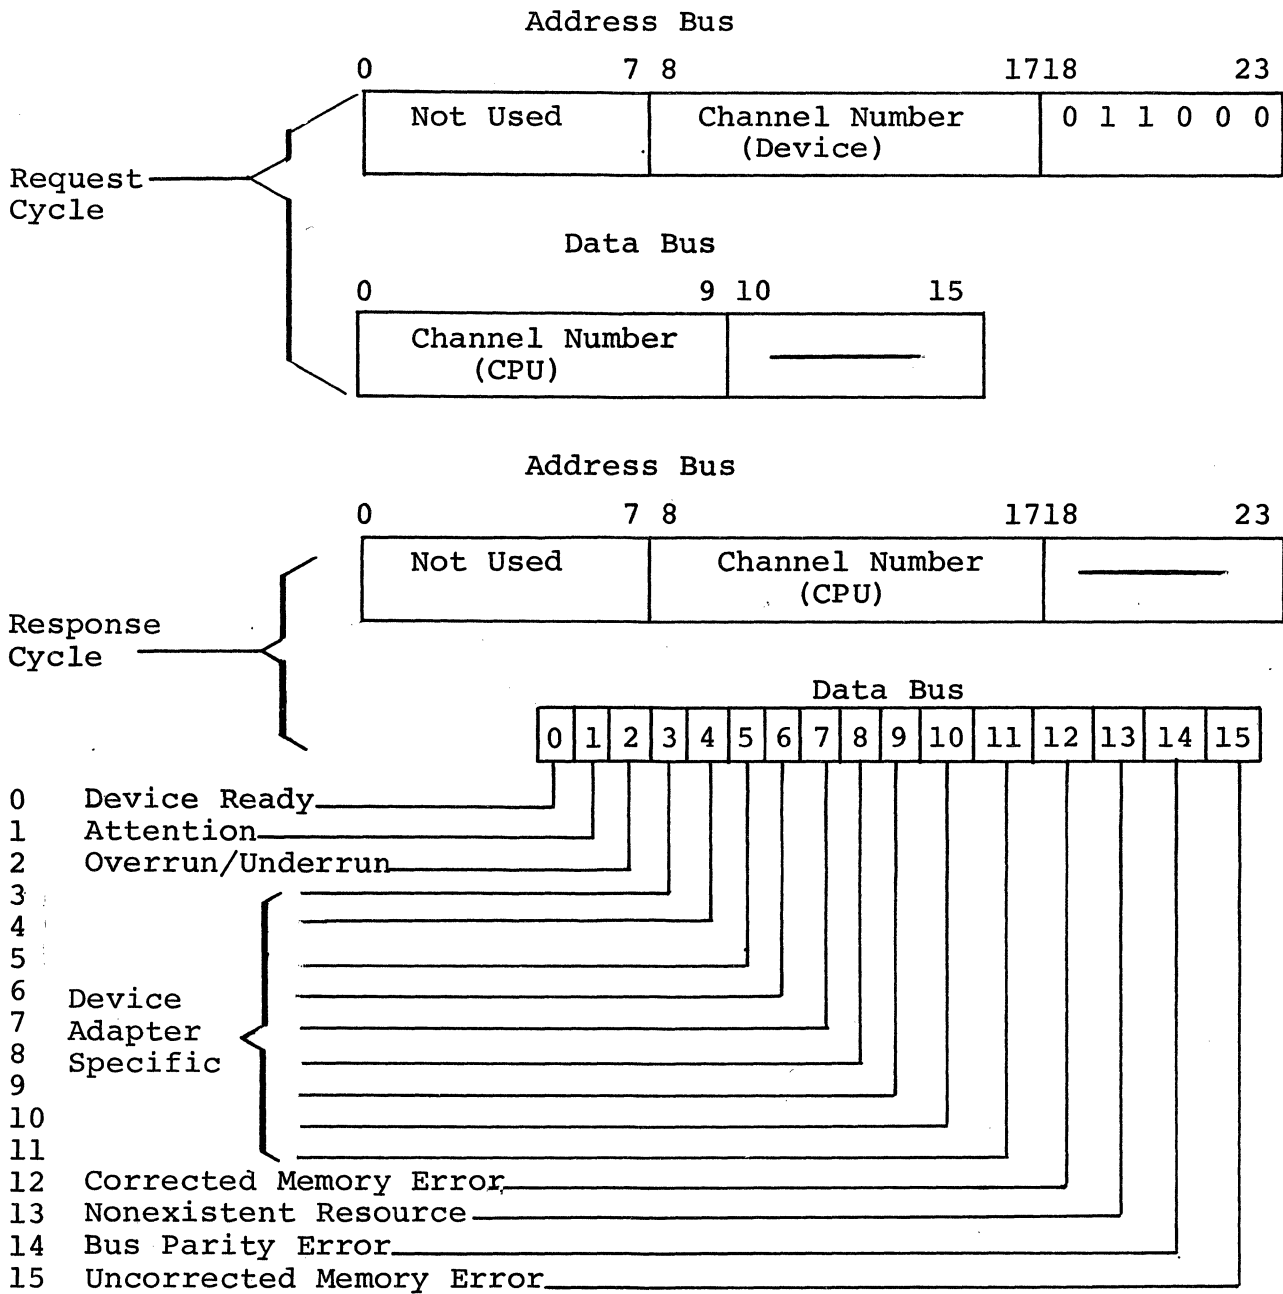 Address Bus
0 7 8 1718 23
Not Used Channel Number 0 1 1 0 0 0
(Device)
Request
Cycle
Data Bus
0 9 10 15
Channel Number
(CPU)
Address Bus
0 7 8 1718 23
Not Used Channel Number
(CPU)
Response
Cycle
Data Bus
0 1 2 3 4 5 6 7 8 9 10 11 12 13 14 15
0 Device Ready
1 Attention
2 Overrun/Underrun
3
4
5
6 Device
7 Adapter
8 Specific
9
10
11
12 Corrected Memory Error
13 Nonexistent Resource
14 Bus Parity Error
15 Uncorrected Memory Error